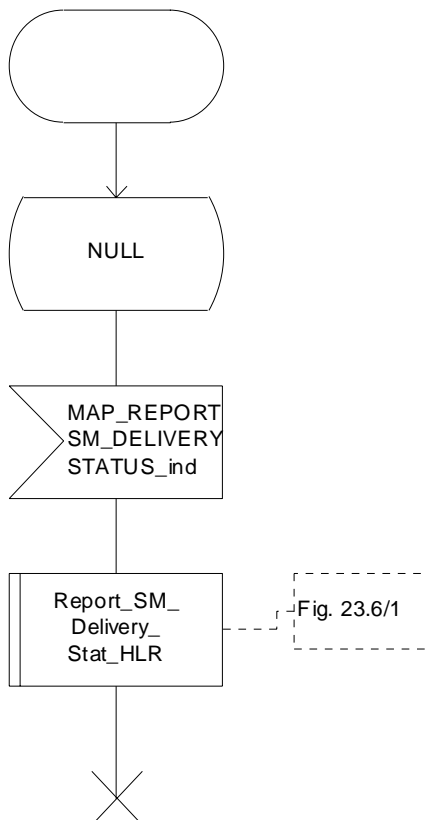 NULL
MAP_REPORT
SM_DELIVERY
STATUS_ind
Report_SM_
Delivery_
Stat_HLR
Fig. 23.6/1